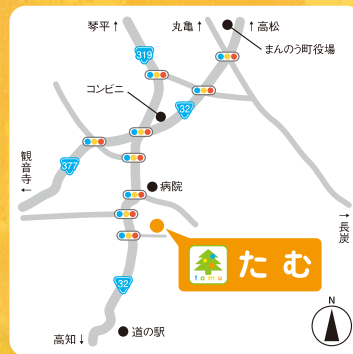 琴平↑
丸亀↑
↑高松
まんのう町役場
319
コンビニ
32
観音寺
←
377
病院
→
長炭
tamu
たむ
32
高知↓
道の駅
N